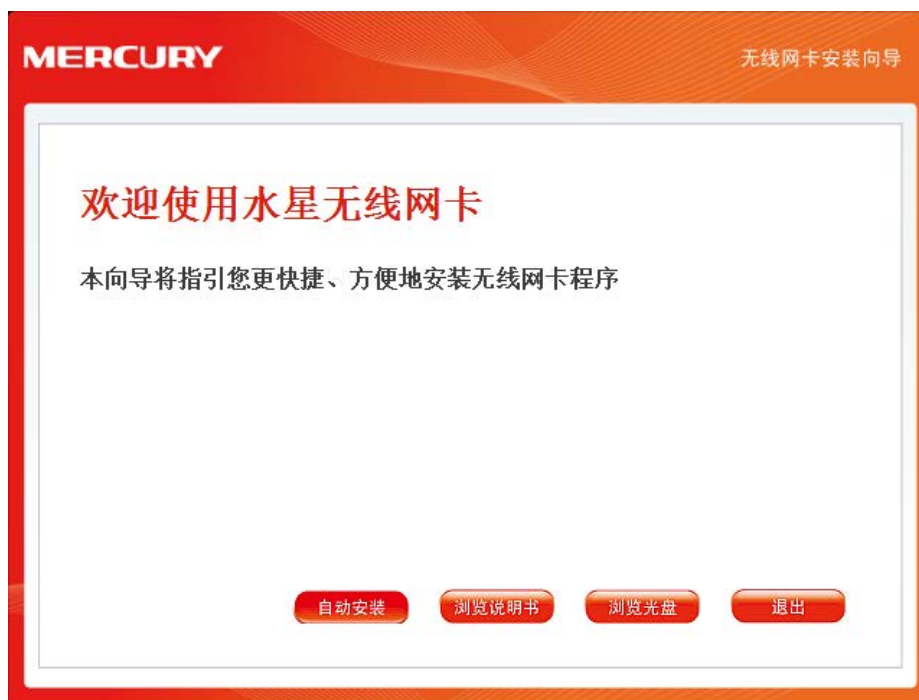 MERCURY
无线网卡安装向导
欢迎使用水星无线网卡
本向导将指引您更快捷、方便地安装无线网卡程序
自动安装 浏览说明书 浏览光盘 退出